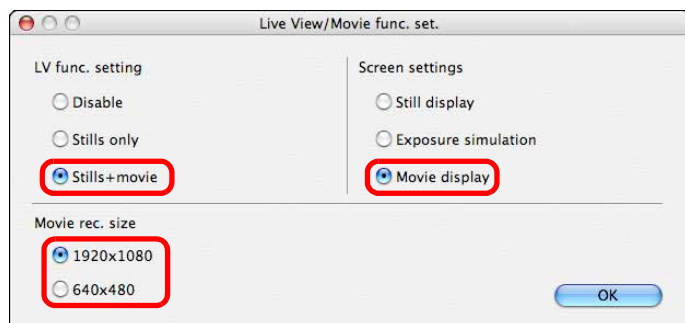 Live View/Movie func. set.
LV func. setting
Disable
Stills only
Stills+movie
Screen settings
Still display
Exposure simulation
Movie display
Movie rec. size
1920x1080
640x480
OK